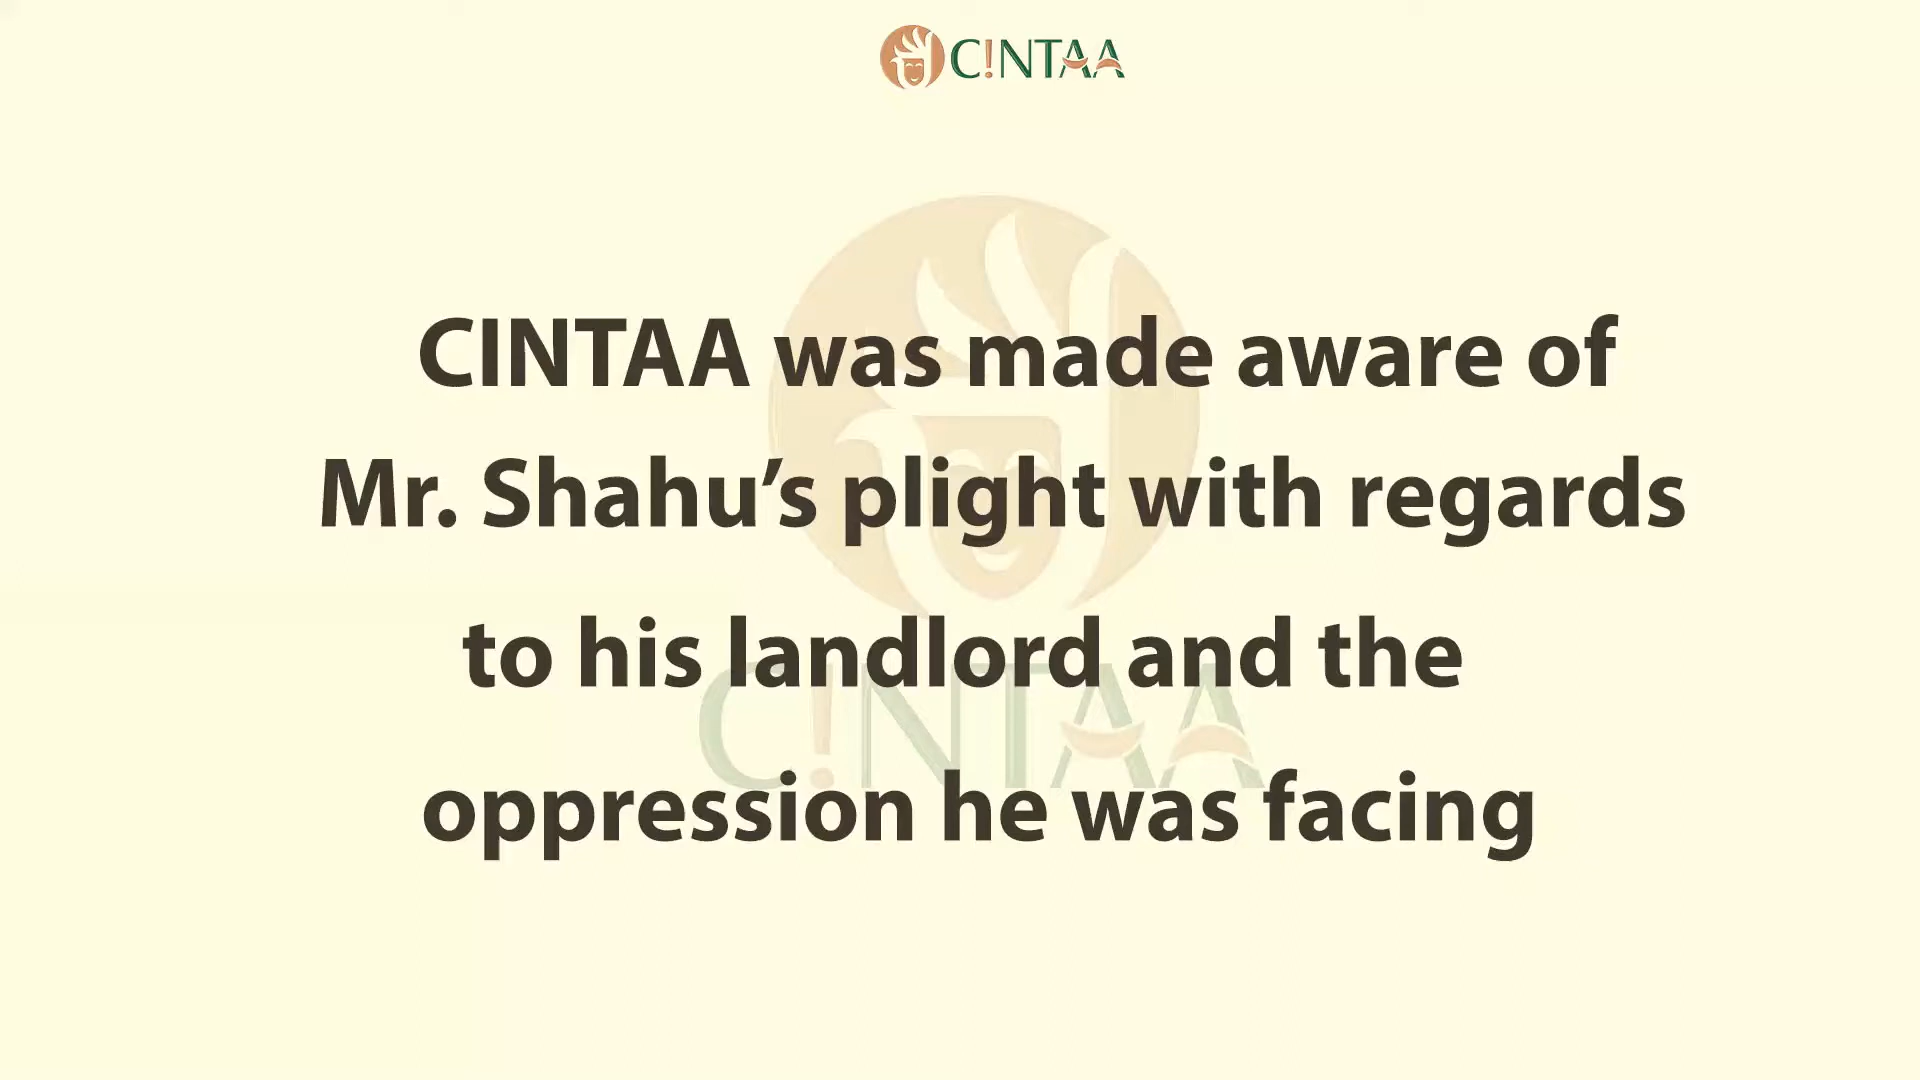 C!NTAA
CINTAA was made aware of
Mr. Shahu’s plight with regards
to his landlord and the
C!NTAA
oppression he was facing